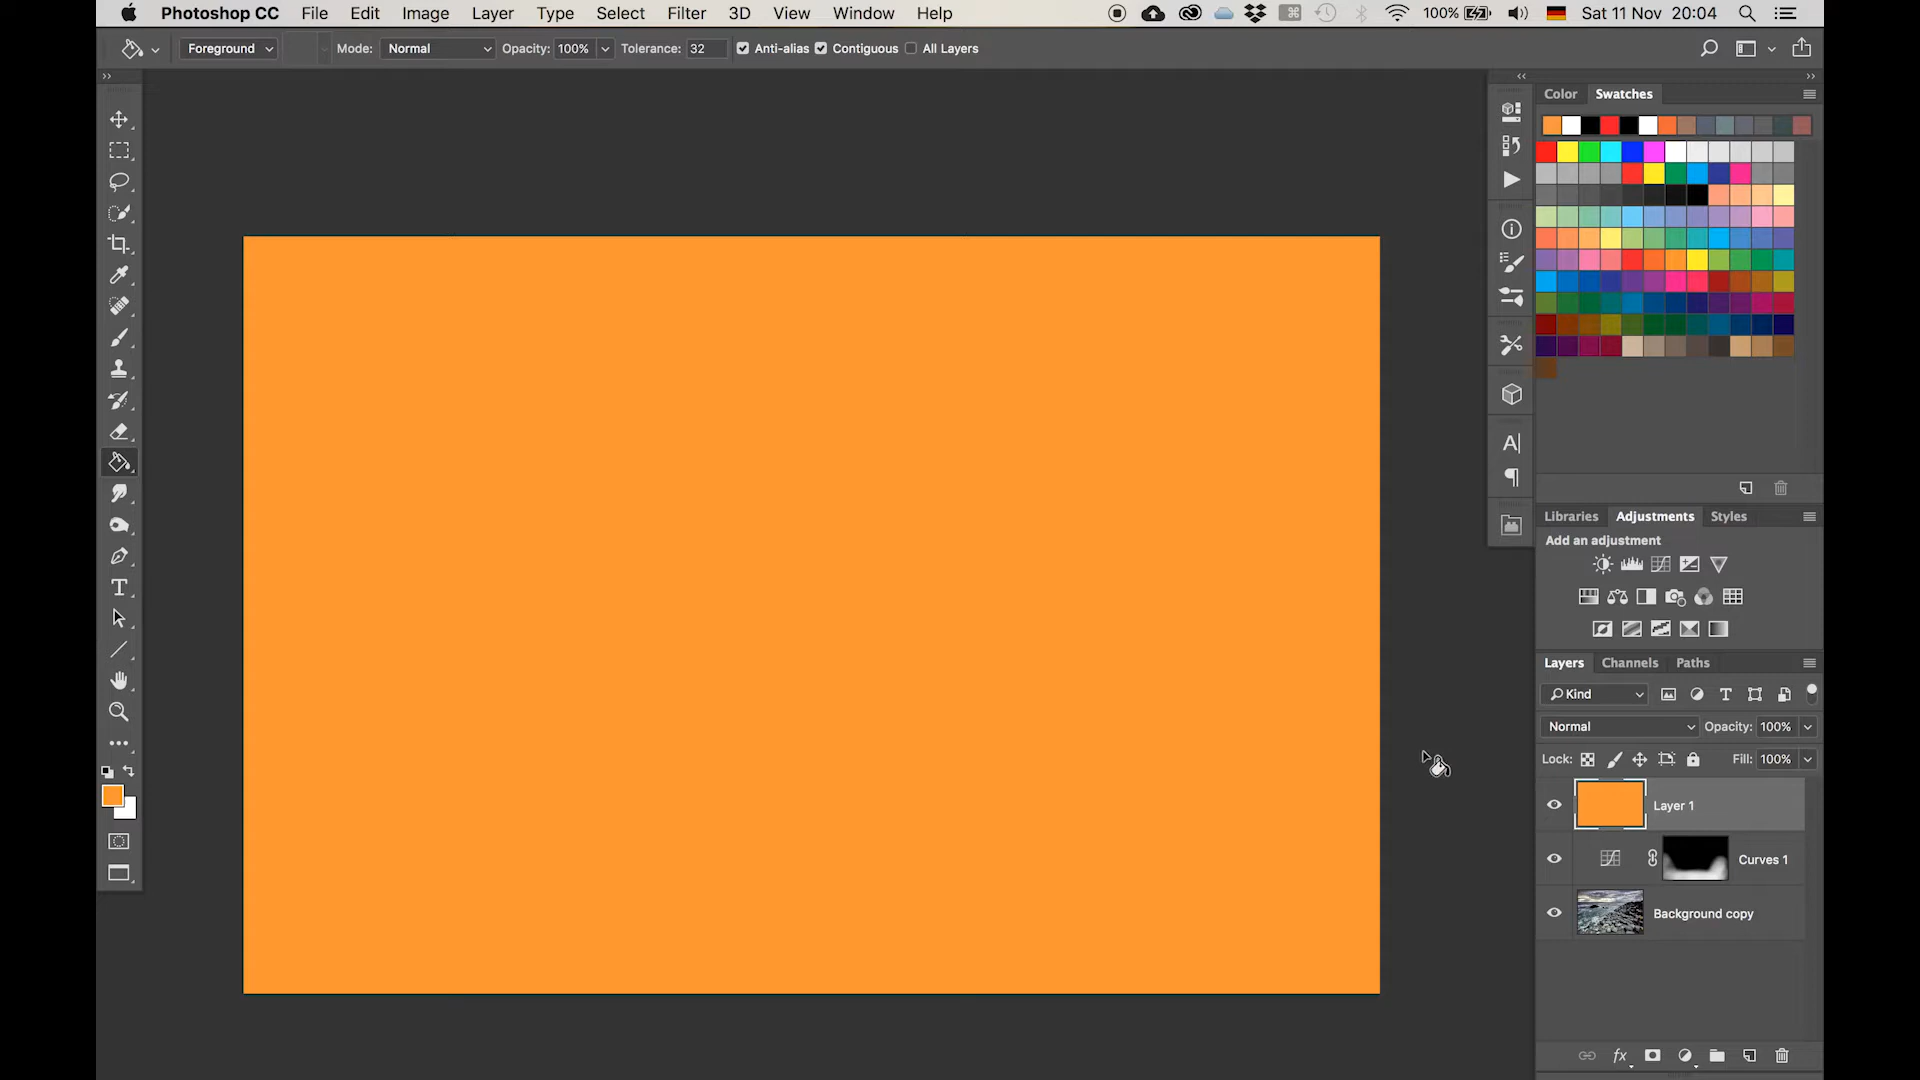 Photoshop CC File Edit Image Layer Type Select Filter 3D View Window Help 100% Sat 11 Nov 20:04
Foreground Mode: Normal Opacity: 100% Tolerance: 32 Anti-alias Contiguous All Layers
Color Swatches
Libraries Adjustments Styles
Add an adjustment
Layers Channels Paths
Kind
Normal Opacity: 100%
Lock: Fill: 100%
Layer 1
Curves 1
Background copy